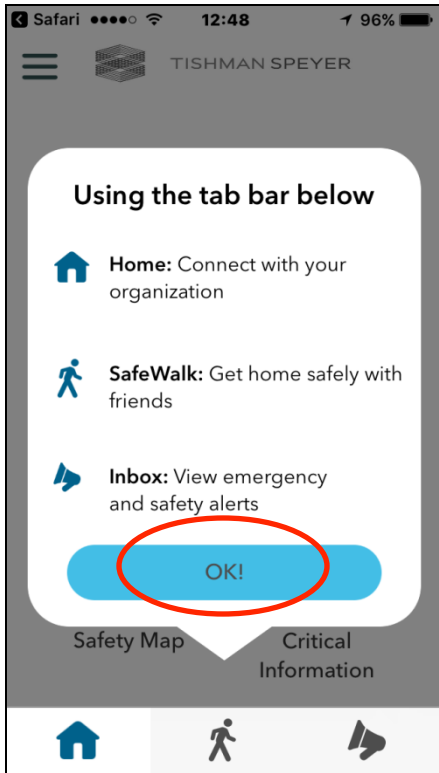 Safari 12:48 96%
TISHMAN SPEYER
Using the tab bar below
Home: Connect with your
organization
SafeWalk: Get home safely with
friends
Inbox: View emergency
and safety alerts
OK!
Safety Map Critical
Information